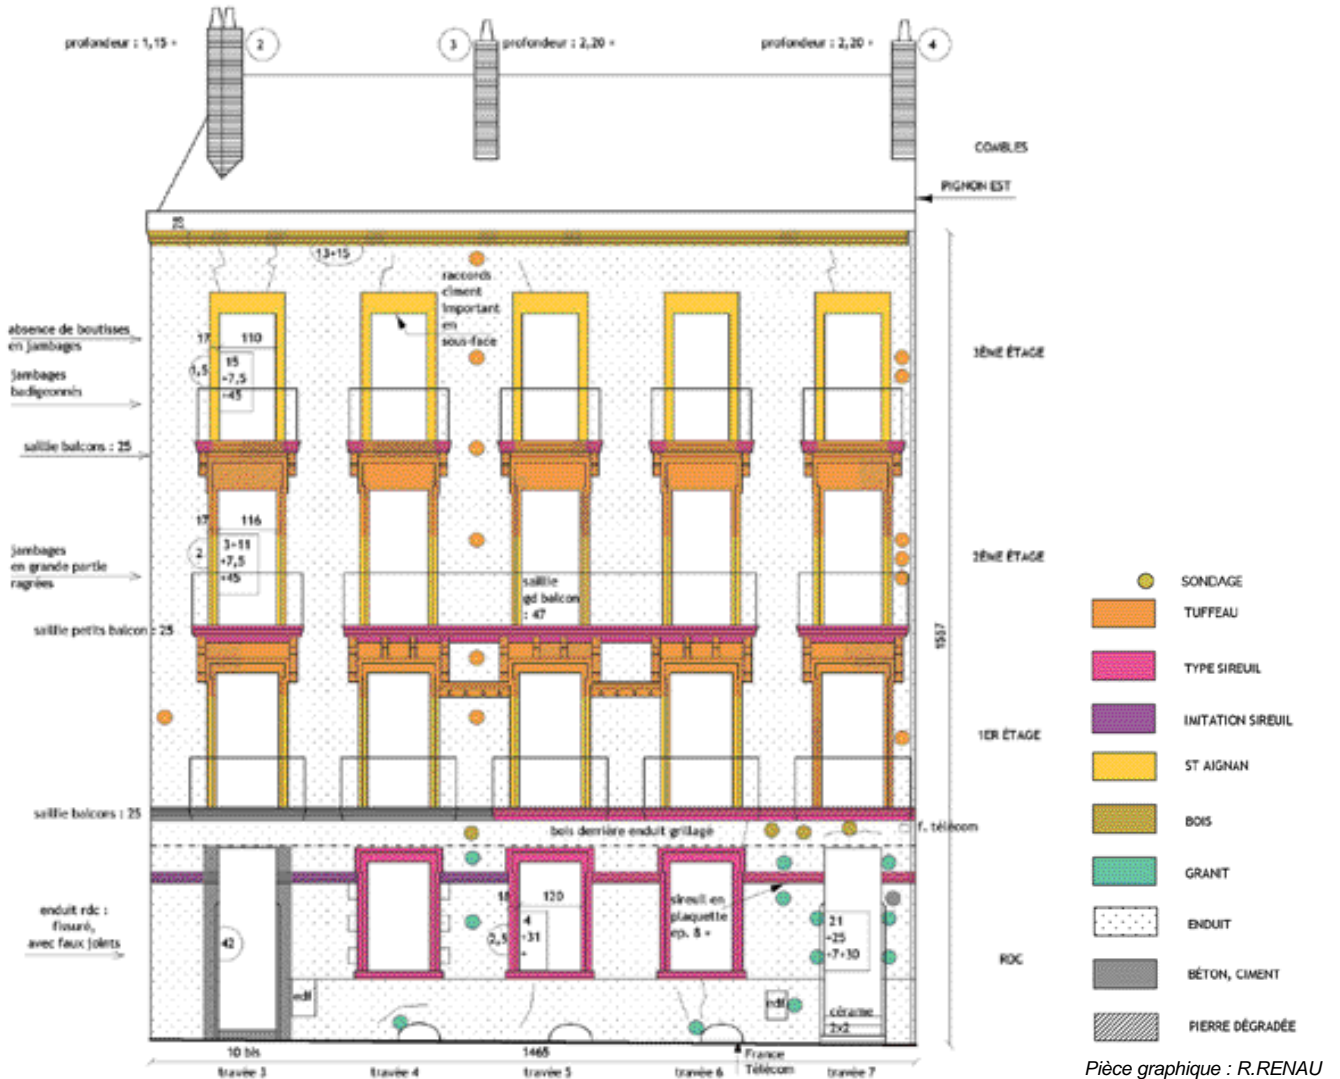 profondeur : 1,15 +
2
3
profondeur : 2,20 +
profondeur : 2,20 +
4
COMBLES
PIGNON EST
28
13+15
raccords
ciment
important
en
sous-face
absence de boutisses
en jambages
17
110
1,5
15
+7,5
+45
3ÈME ÉTAGE
jambages
badigeonnés
saillie balcons : 25
17
116
2
3+11
+7,5
+45
jambages
en grande partie
ragrées
2ÈME ÉTAGE
saillie
gd balcon
: 47
saillie petits balcon : 25
1557
1ER ÉTAGE
saillie balcons : 25
bois derrière enduit grillagé
f. télécom
enduit rdc :
fissuré,
avec faux joints
42
18
120
2,5
4
+31
+
sireuil en
plaquette
ep. 8 +
21
+25
+7+30
RDC
edf
edf
cérame
2x2
10 bis
1465
France
Télécom
travée 3
travée 4
travée 5
travée 6
travée 7
SONDAGE
TUFFEAU
TYPE SIREUIL
IMITATION SIREUIL
ST AIGNAN
BOIS
GRANIT
ENDUIT
BÉTON, CIMENT
PIERRE DÉGRADÉE
Pièce graphique : R.RENAU